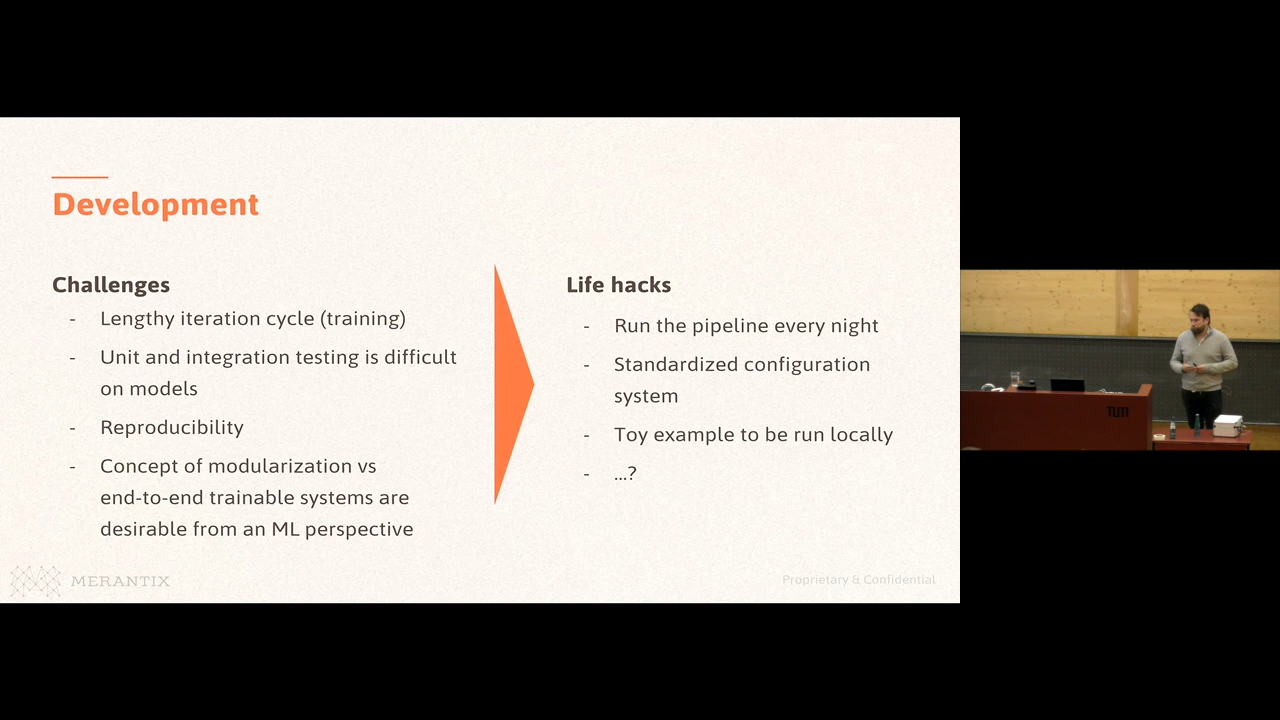 Development
Challenges
- Lengthy iteration cycle (training)
- Unit and integration testing is difficult
on models
- Reproducibility
- Concept of modularization vs
end-to-end trainable systems are
desirable from an ML perspective
Life hacks
- Run the pipeline every night
- Standardized configuration
system
- Toy example to be run locally
- ...?
MERANTIX
Proprietary & Confidential
TUM